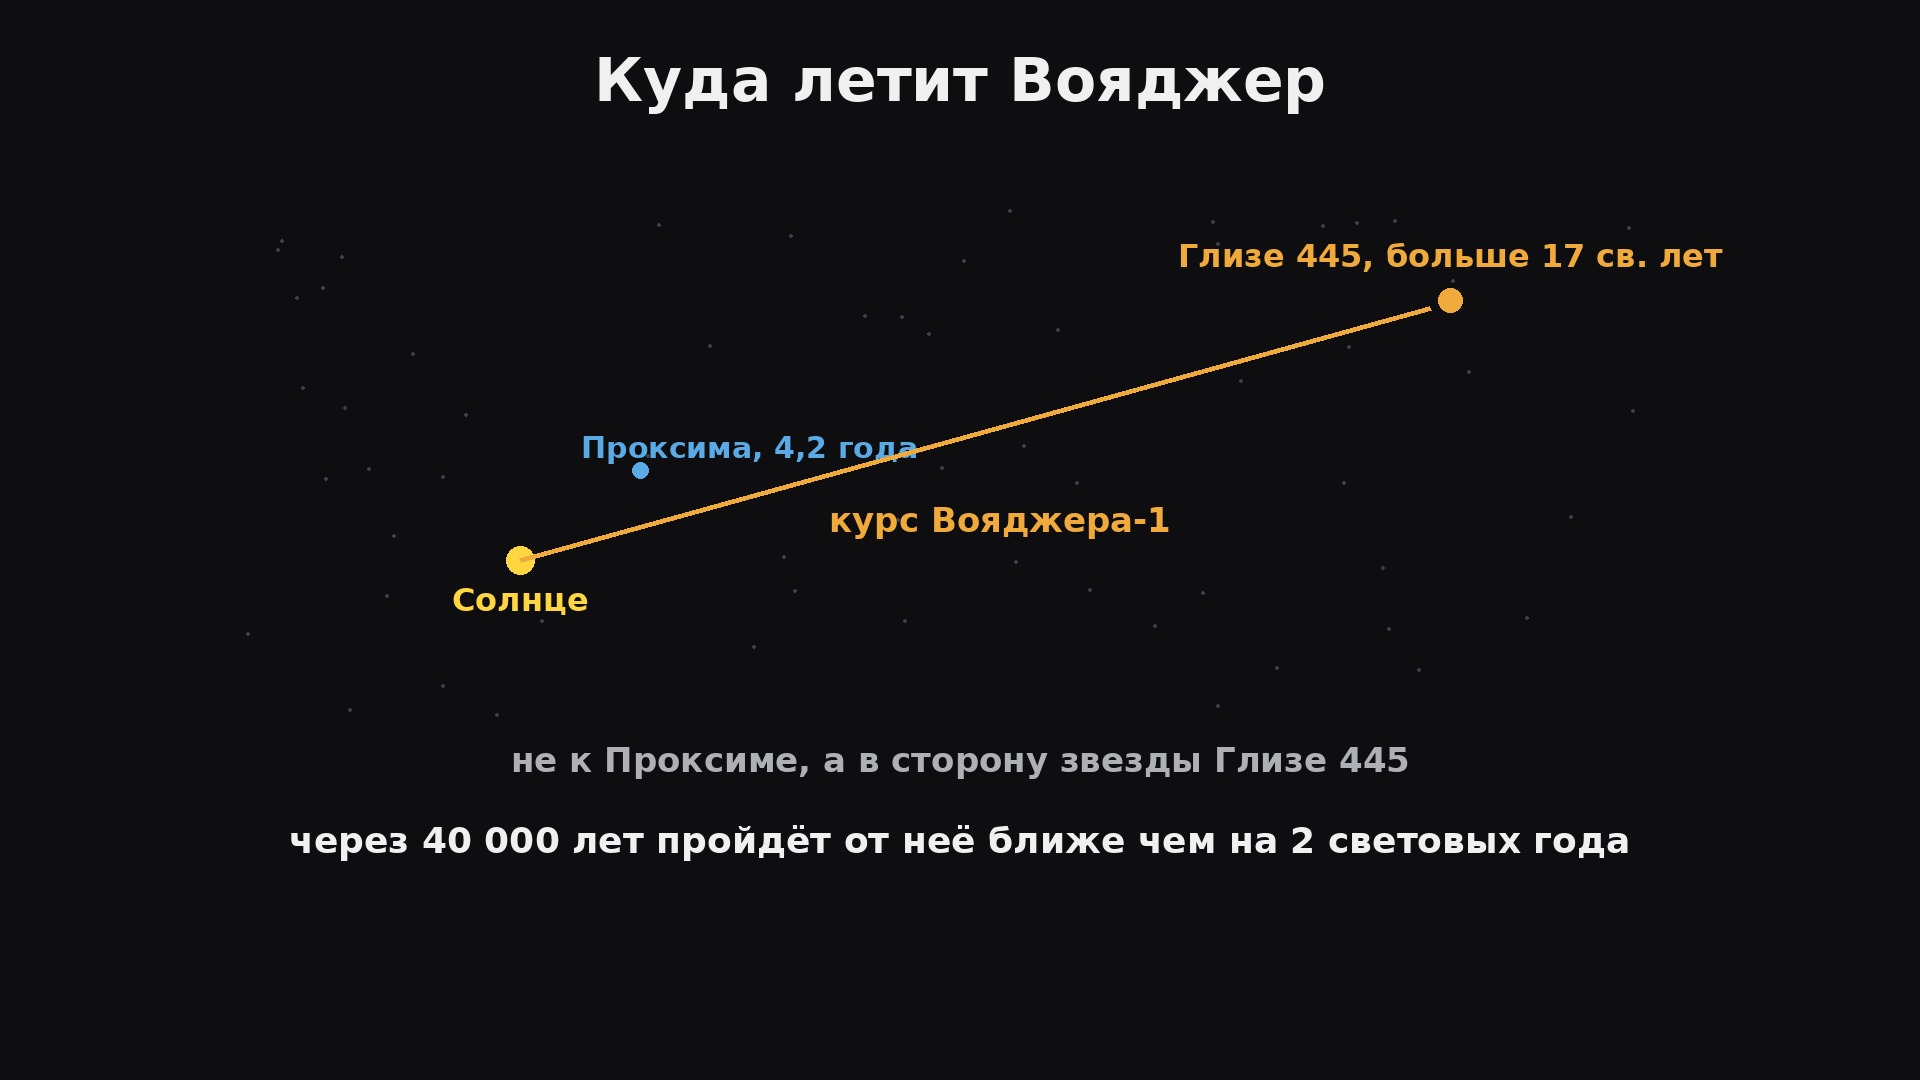 Куда летит Вояджер
Глизе 445, больше 17 св. лет
Проксима, 4,2 года
курс Вояджера-1
Солнце
не к Проксиме, а в сторону звезды Глизе 445
через 40 000 лет пройдёт от неё ближе чем на 2 световых года